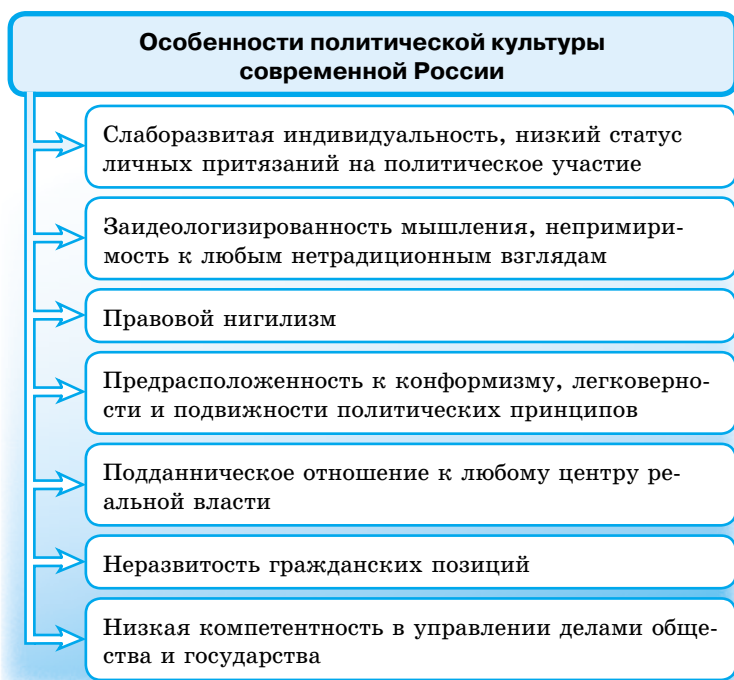 Особенности политической культуры
современной России
Слаборазвитая индивидуальность, низкий статус
личных притязаний на политическое участие
Заидеологизированность мышления, непримири-
мость к любым нетрадиционным взглядам
Правовой нигилизм
Предрасположенность к конформизму, легковерно-
сти и подвижности политических принципов
Подданническое отношение к любому центру ре-
альной власти
Неразвитость гражданских позиций
Низкая компетентность в управлении делами обще-
ства и государства